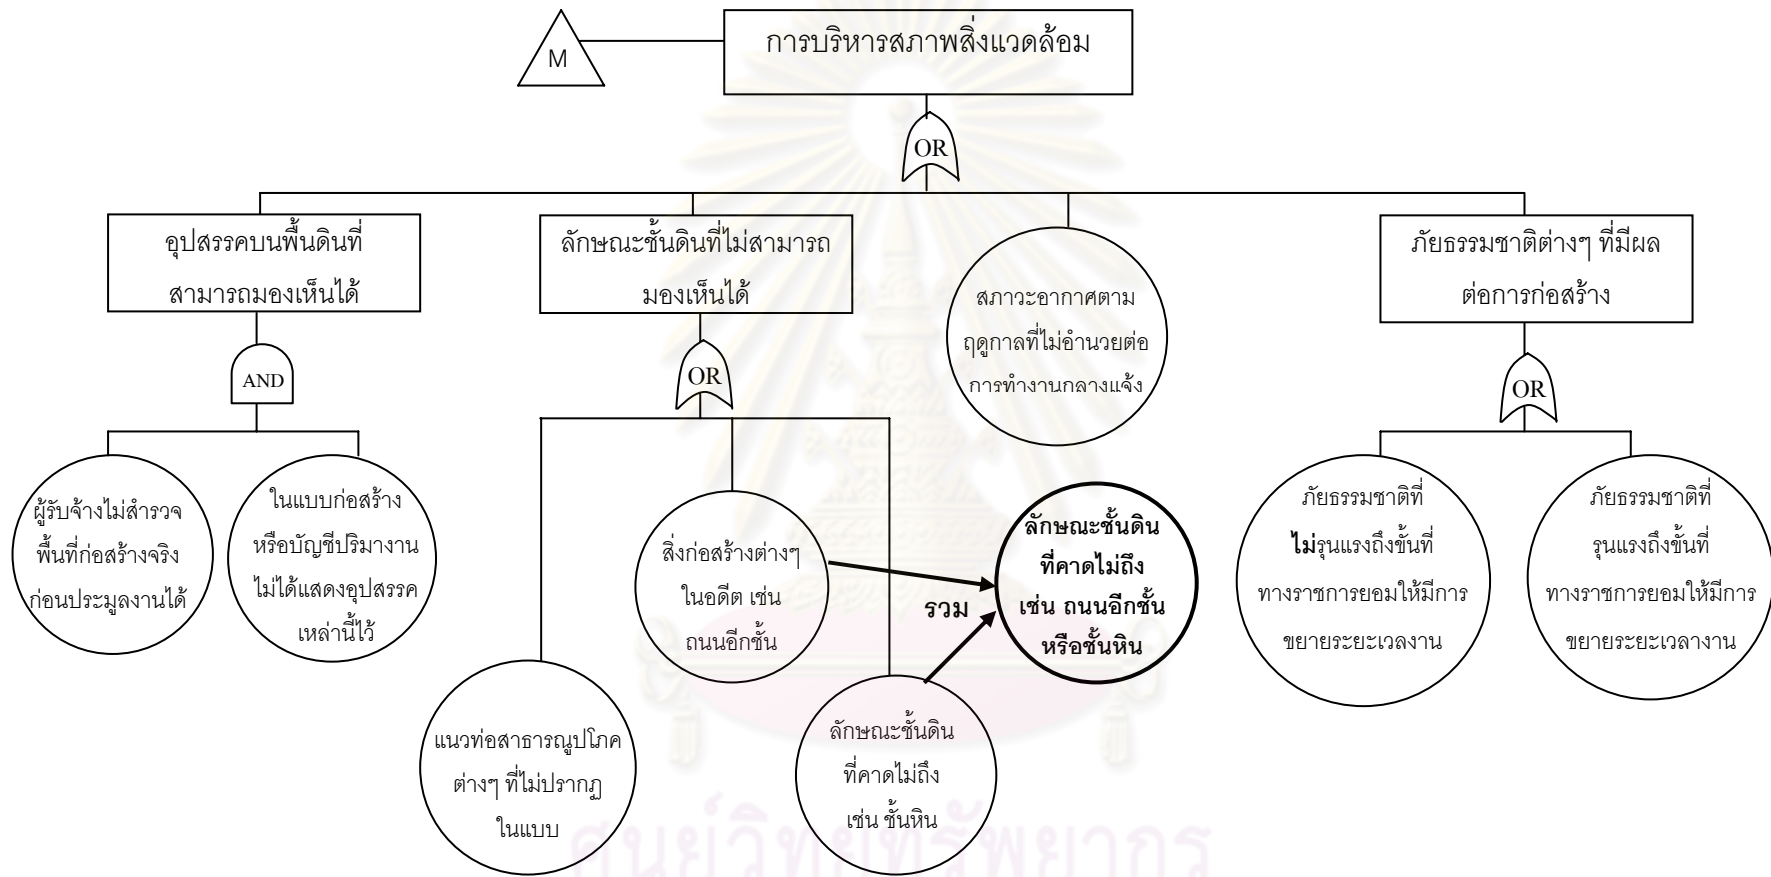 M
การบริหารสภาพสิ่งแวดล้อม
OR
อุปสรรคบนพื้นดินที่
สามารถมองเห็นได้
ลักษณะชั้นดินที่ไม่สามารถ
มองเห็นได้
สภาวะอากาศตาม
ฤดูกาลที่ไม่อำนวยต่อ
การทำงานกลางแจ้ง
ภัยธรรมชาติต่างๆ ที่มีผล
ต่อการก่อสร้าง
AND
OR
OR
ผู้รับจ้างไม่สำรวจ
พื้นที่ก่อสร้างจริง
ก่อนประมูลงานได้
ในแบบก่อสร้าง
หรือบัญชีปริมางาน
ไม่ได้แสดงอุปสรรค
เหล่านี้ไว้
แนวท่อสาธารณูปโภค
ต่างๆ ที่ไม่ปรากฏ
ในแบบ
สิ่งก่อสร้างต่างๆ
ในอดีต เช่น
ถนนอีกชั้น
ลักษณะชั้นดิน
ที่คาดไม่ถึง
เช่น ชั้นหิน
รวม
ลักษณะชั้นดิน
ที่คาดไม่ถึง
เช่น ถนนอีกชั้น
หรือชั้นหิน
ภัยธรรมชาติที่
ไม่รุนแรงถึงขั้นที่
ทางราชการยอมให้มีการ
ขยายระยะเวลงาน
ภัยธรรมชาติที่
รุนแรงถึงขั้นที่
ทางราชการยอมให้มีการ
ขยายระยะเวลางาน
ศูนย์วิทยทรัพยากร